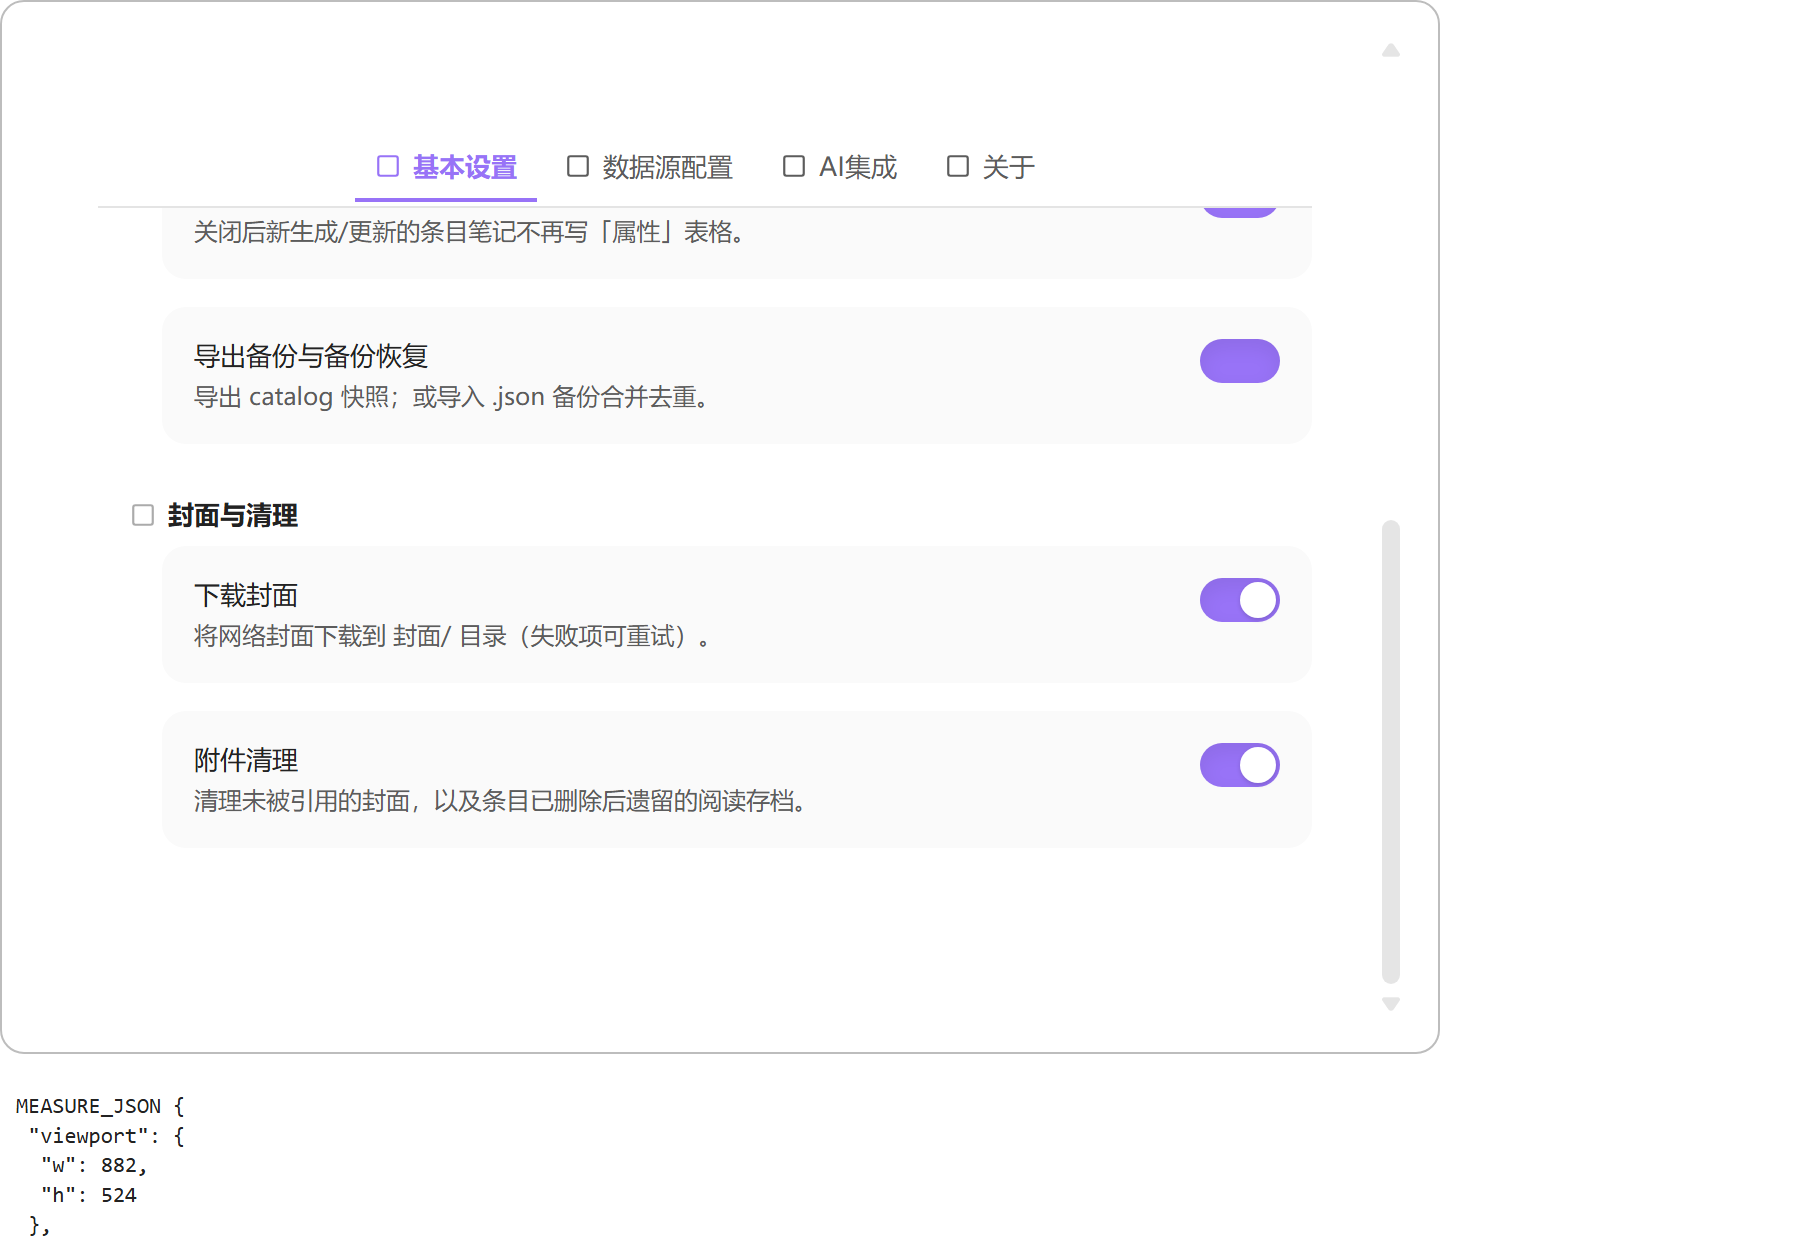 基本设置 数据源配置 AI集成 关于
关闭后新生成/更新的条目笔记不再写「属性」表格。
导出备份与备份恢复
导出 catalog 快照；或导入 .json 备份合并去重。
封面与清理
下载封面
将网络封面下载到 封面/ 目录（失败项可重试）。
附件清理
清理未被引用的封面，以及条目已删除后遗留的阅读存档。
MEASURE_JSON {
"viewport": {
"w": 882,
"h": 524
},